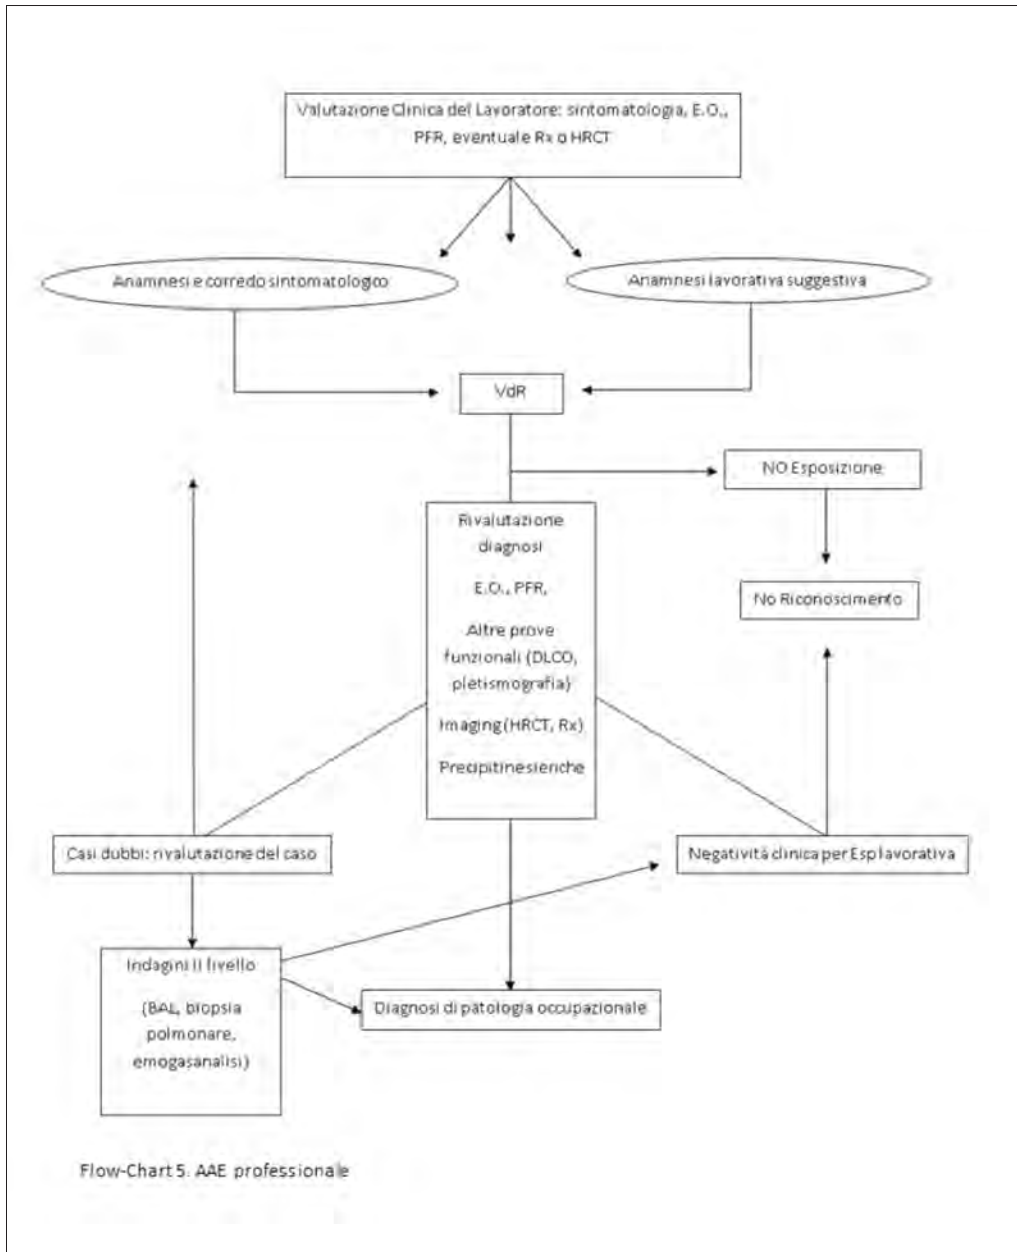 Valutazione Clinica del Lavoratore: sintomatologia, E.O.,
PFR, eventuale Rx o HRCT
Anamnesi e corredo sintomatologico
Anamnesi lavorativa suggestiva
VdR
NO Esposizione
Rivalutazione
diagnosi
E.O., PFR,
Altre prove
funzionali (DLCO,
pletismografia)
Imaging (HRCT, Rx)
Precipitine sieriche
No Riconoscimento
Casi dubbi: rivalutazione del caso
Negatività clinica per Esp lavorativa
Indagini II livello
(BAL, biopsia
polmonare,
emogasanalisi)
Diagnosi di patologia occupazionale
Flow-Chart 5. AAE professionale